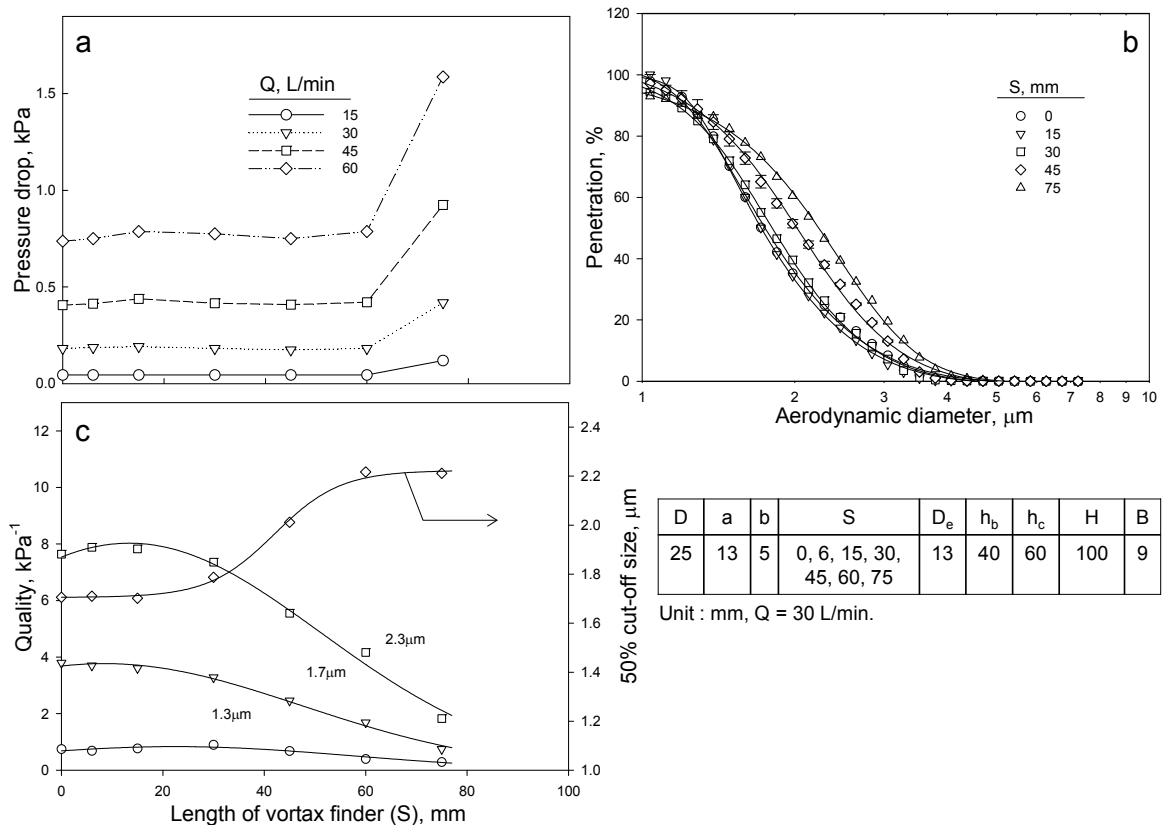 a
Q, L/min
15
30
45
60
Pressure drop, kPa
1.5
1.0
0.5
0.0
b
S, mm
0
15
30
45
75
Penetration, %
120
100
80
60
40
20
0
1 2 3 4 5 6 7 8 9 10
Aerodynamic diameter, μm
c
Quality, kPa⁻¹
12
10
8
6
4
2
0
2.3μm
1.7μm
1.3μm
2.4
2.2
2.0
1.8
1.6
1.4
1.2
1.0
50% cut-off size, μm
0 20 40 60 80 100
Length of vortax finder (S), mm
D a b S Dₑ h_b h_c H B
25 13 5 0, 6, 15, 30, 13 40 60 100 9
45, 60, 75
Unit : mm, Q = 30 L/min.